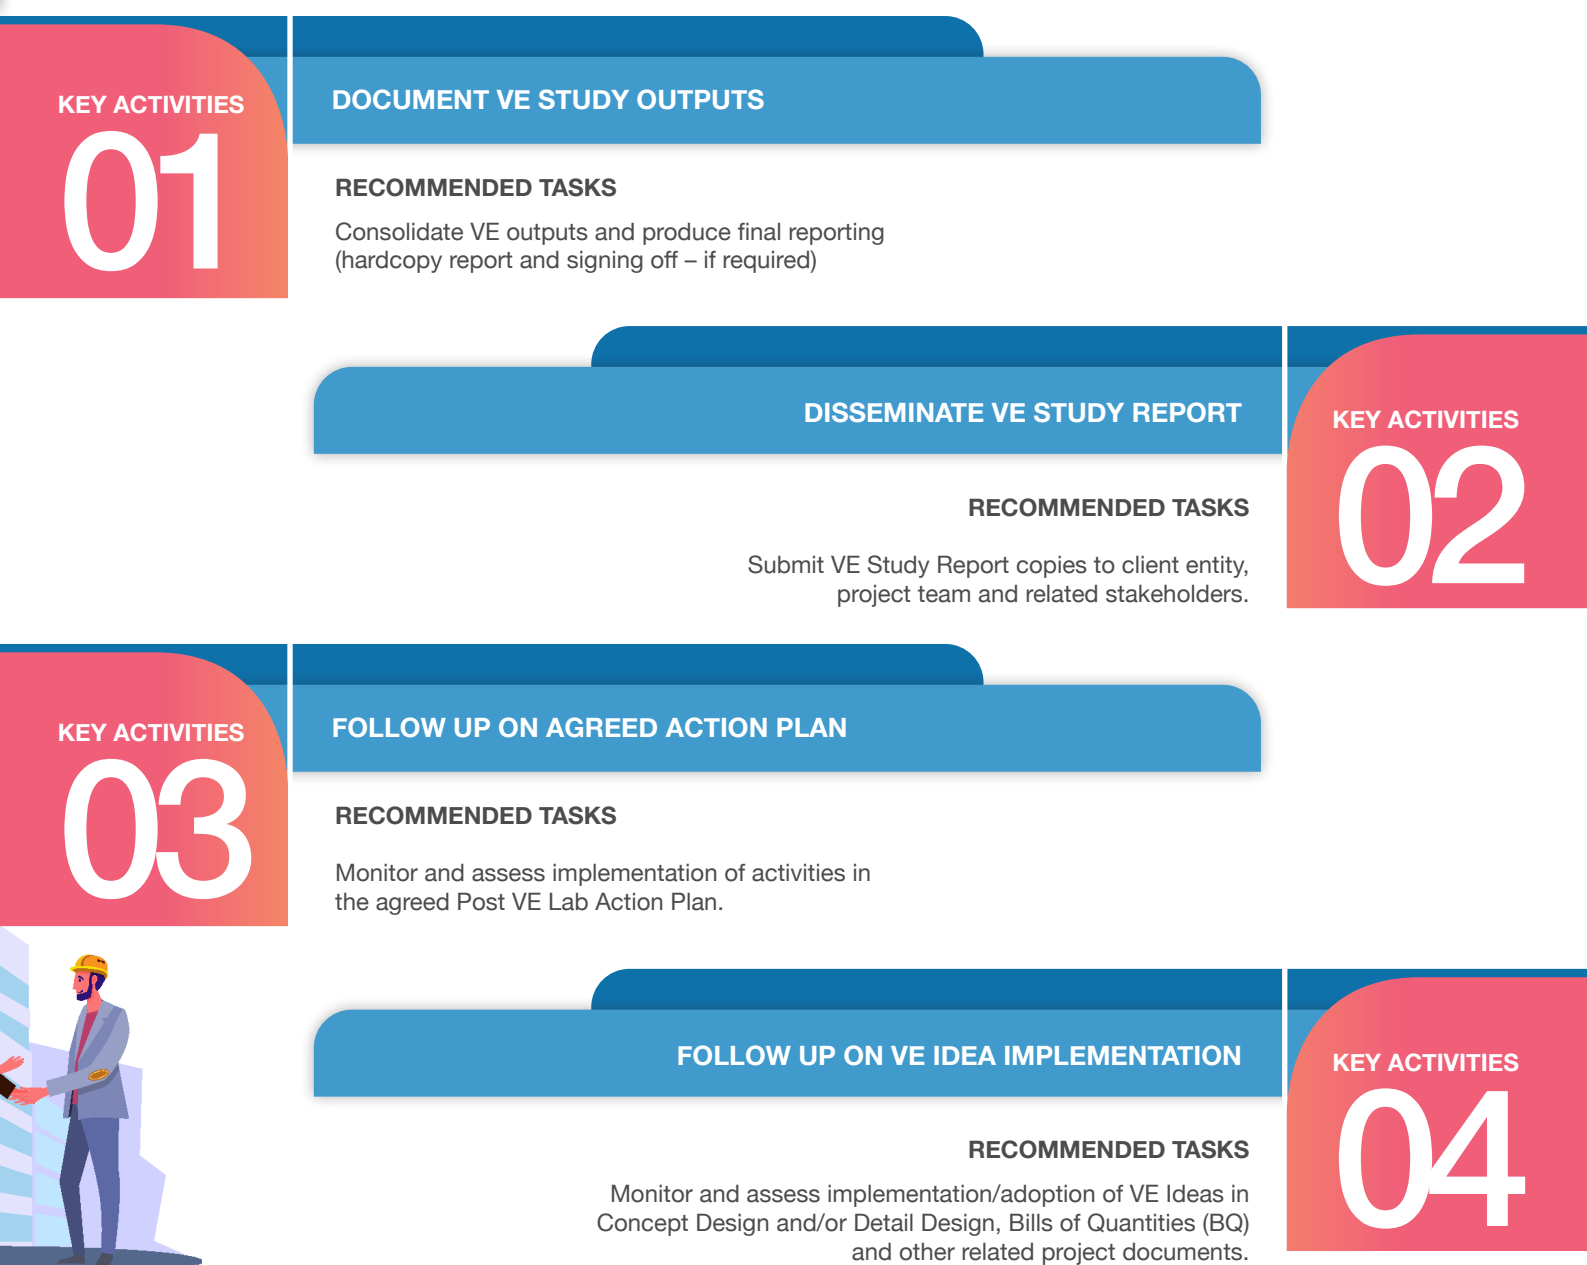 KEY ACTIVITIES
01
DOCUMENT VE STUDY OUTPUTS
RECOMMENDED TASKS
Consolidate VE outputs and produce final reporting
(hardcopy report and signing off – if required)
DISSEMINATE VE STUDY REPORT
KEY ACTIVITIES
02
RECOMMENDED TASKS
Submit VE Study Report copies to client entity,
project team and related stakeholders.
KEY ACTIVITIES
03
FOLLOW UP ON AGREED ACTION PLAN
RECOMMENDED TASKS
Monitor and assess implementation of activities in
the agreed Post VE Lab Action Plan.
FOLLOW UP ON VE IDEA IMPLEMENTATION
KEY ACTIVITIES
04
RECOMMENDED TASKS
Monitor and assess implementation/adoption of VE Ideas in
Concept Design and/or Detail Design, Bills of Quantities (BQ)
and other related project documents.